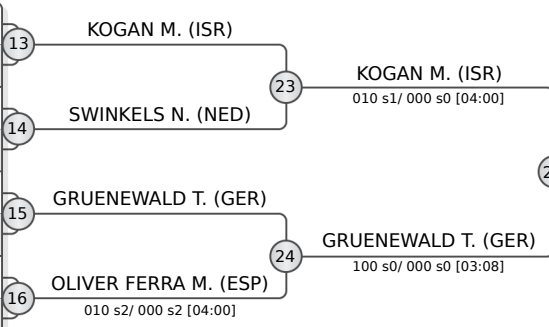 KOGAN M. (ISR)
13
23
KOGAN M. (ISR)
010 s1/ 000 s0 [04:00]
SWINKELS N. (NED)
14
GRUENEWALD T. (GER)
15
24
GRUENEWALD T. (GER)
100 s0/ 000 s0 [03:08]
OLIVER FERRA M. (ESP)
16
010 s2/ 000 s2 [04:00]